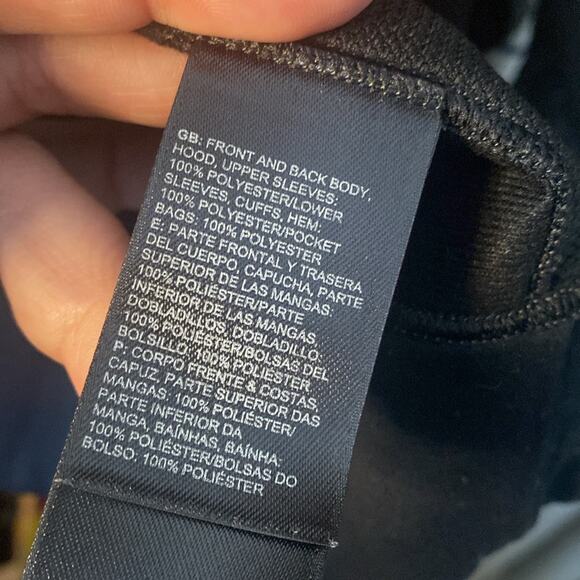 GB: FRONT AND BACK BODY,
HOOD, UPPER SLEEVES:
100% POLYESTER/LOWER
SLEEVES, CUFFS, HEM:
100% POLYESTER/POCKET
BAGS: 100% POLYESTER
E: PARTE FRONTAL Y TRASERA
DEL CUERPO, CAPUCHA, PARTE
SUPERIOR DE LAS MANGAS:
100% POLIÉSTER/PARTE
INFERIOR DE LAS MANGAS,
DOBLADILLOS, DOBLADILLO:
100% POLIÉSTER/BOLSAS DEL
BOLSILLO: 100% POLIÉSTER
P: CORPO FRENTE & COSTAS,
CAPUZ, PARTE SUPERIOR DAS
MANGAS: 100% POLIÉSTER/
PARTE INFERIOR DA
MANGA, BAÍNHAS, BAÍNHA:
100% POLIÉSTER/BOLSAS DO
BOLSO: 100% POLIÉSTER